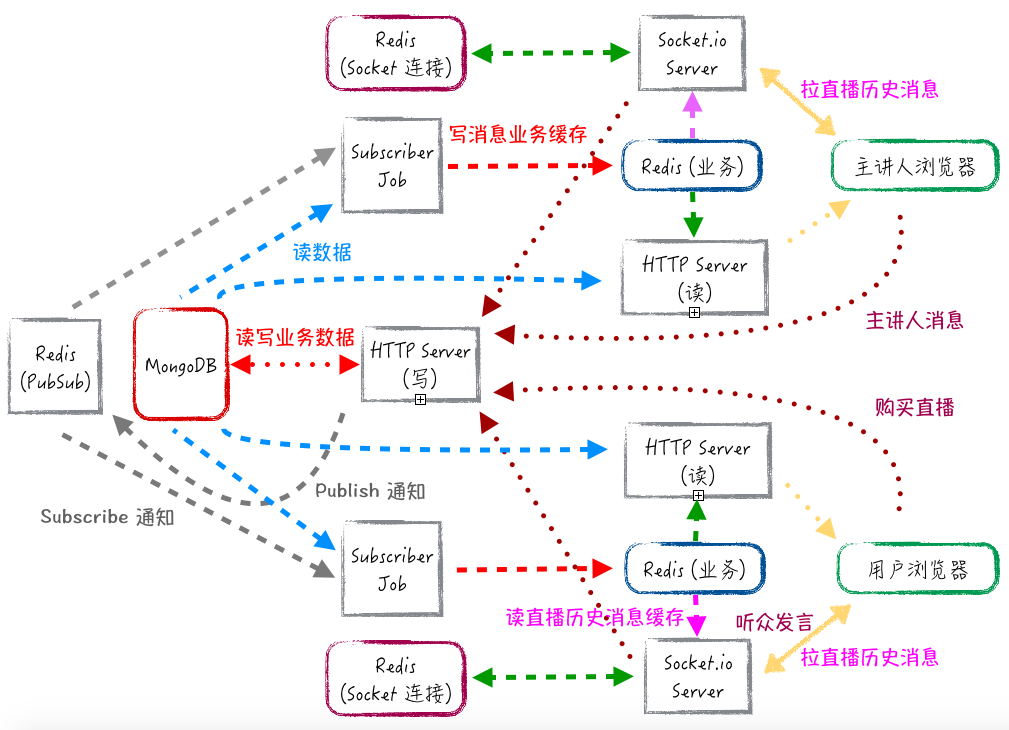 Redis
(Socket 连接)
Socket.io
Server
拉直播历史消息
Subscriber
Job
写消息业务缓存
Redis (业务)
主讲人浏览器
读数据
HTTP Server
(读)
主讲人消息
Redis
(PubSub)
MongoDB
读写业务数据
HTTP Server
(写)
购买直播
HTTP Server
(读)
Publish 通知
Subscribe 通知
Subscriber
Job
Redis (业务)
用户浏览器
读直播历史消息缓存
听众发言
拉直播历史消息
Redis
(Socket 连接)
Socket.io
Server